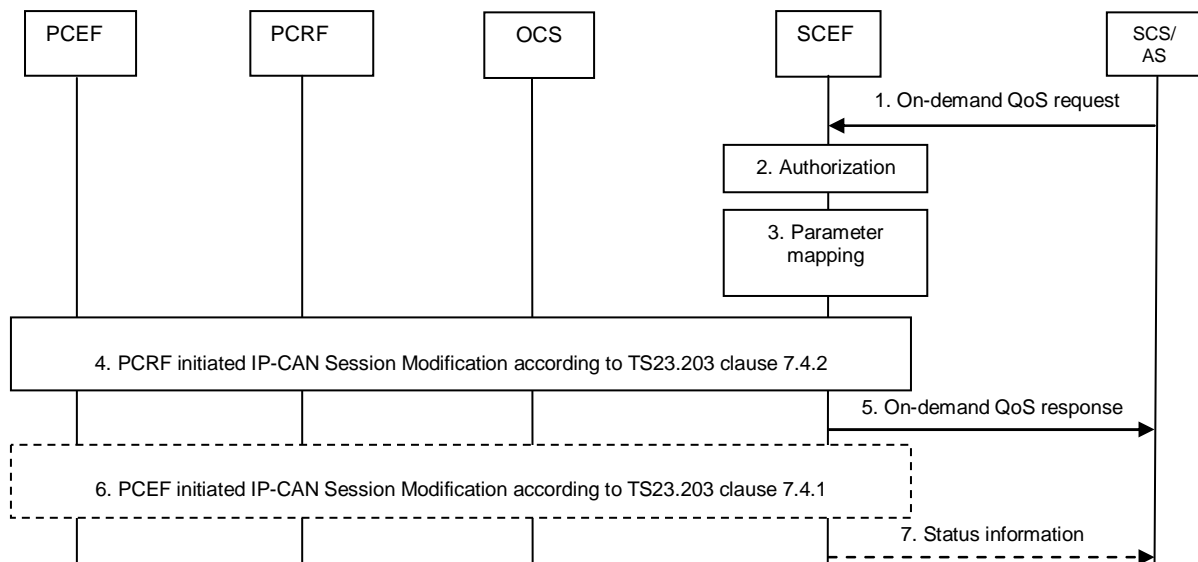 PCEF
PCRF
OCS
SCEF
SCS/
AS
1. On-demand QoS request
2. Authorization
3. Parameter
mapping
4. PCRF initiated IP-CAN Session Modification according to TS23.203 clause 7.4.2
5. On-demand QoS response
6. PCEF initiated IP-CAN Session Modification according to TS23.203 clause 7.4.1
7. Status information